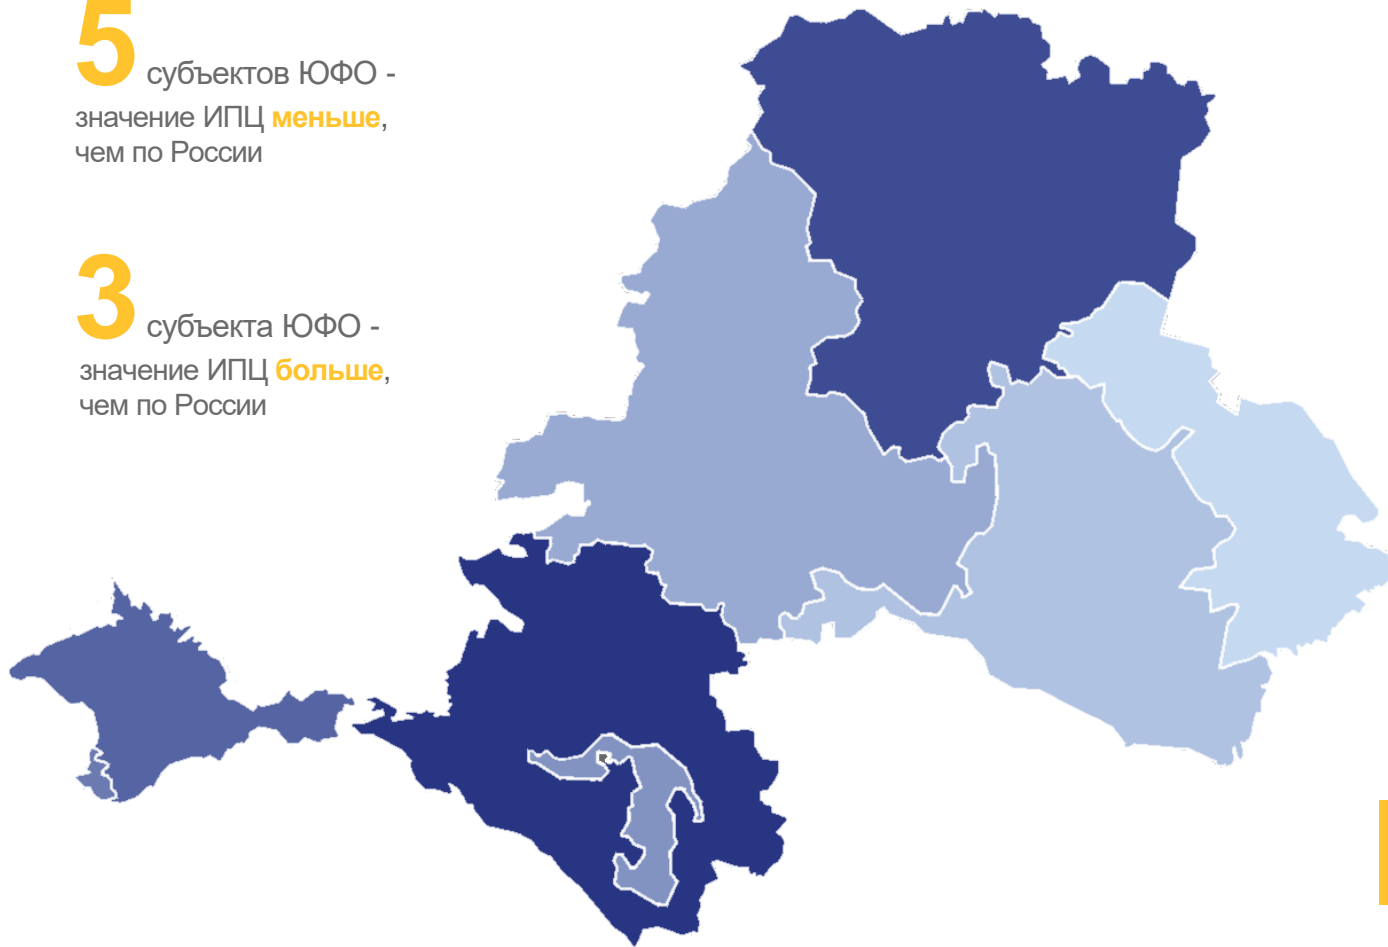 5 субъектов ЮФО -
значение ИПЦ меньше,
чем по России
3 субъекта ЮФО -
значение ИПЦ больше,
чем по России